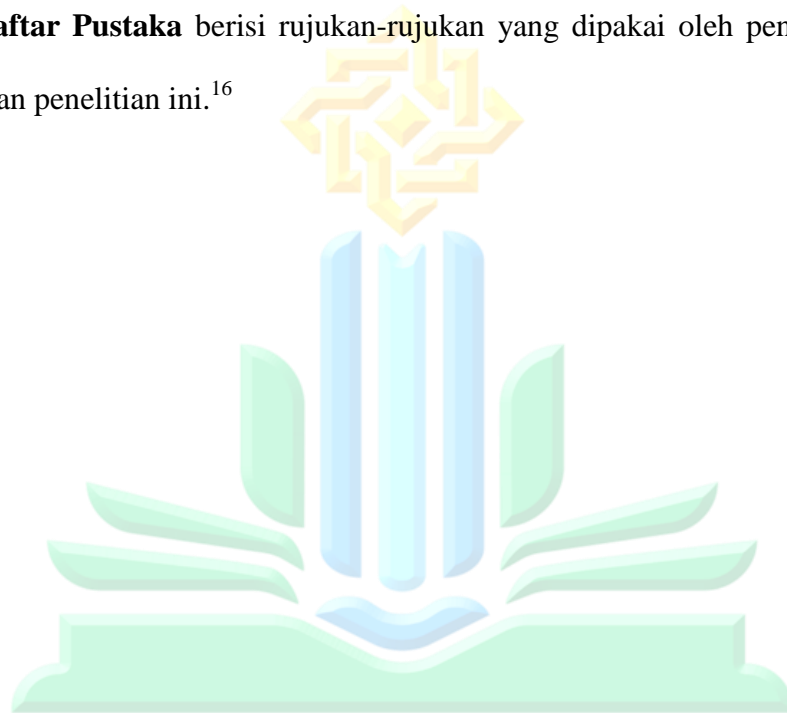 aftar Pustaka berisi rujukan-rujukan yang dipakai oleh pen
an penelitian ini.16